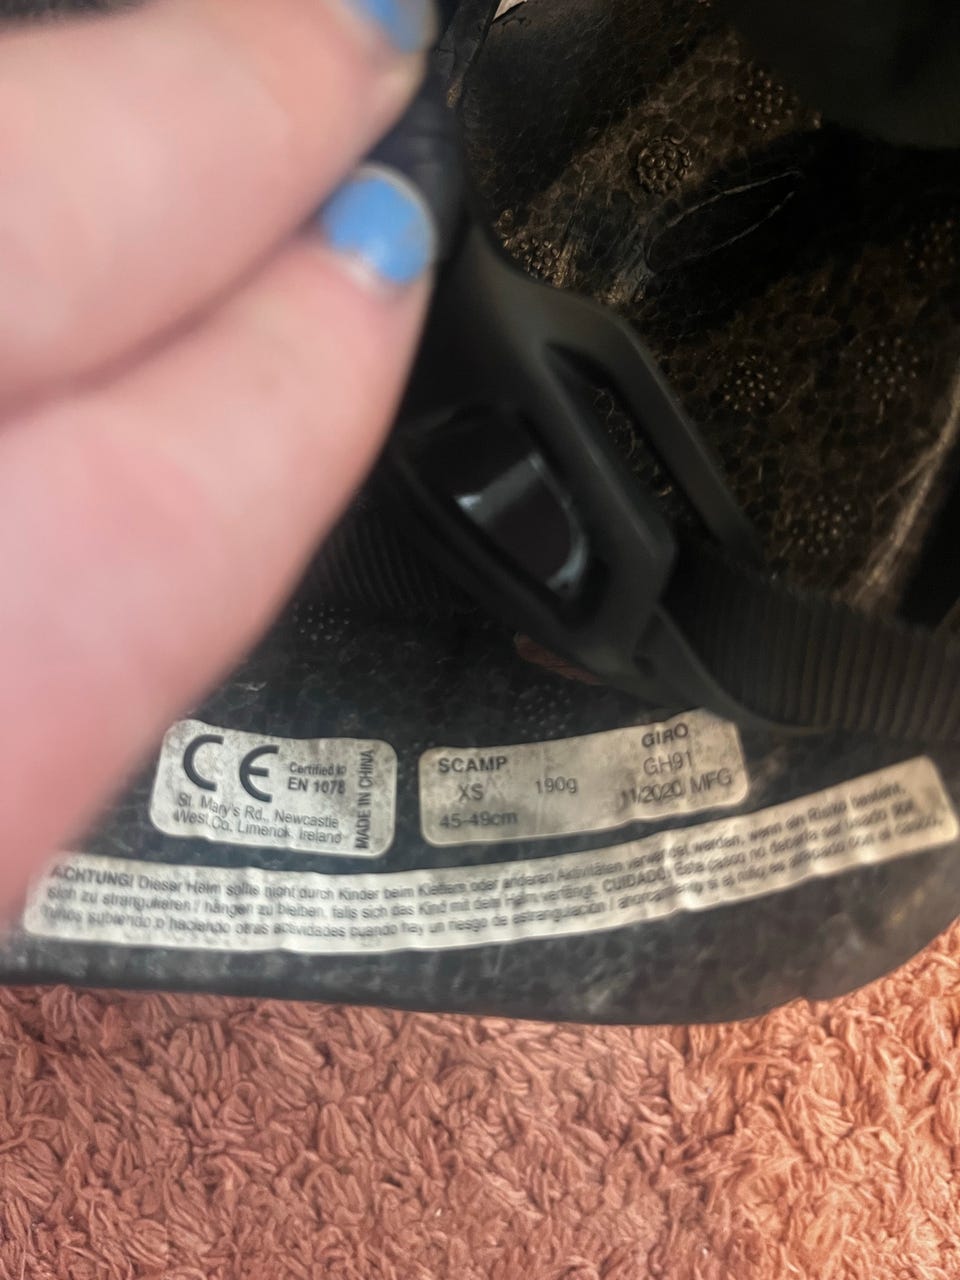 CE
Certified to
EN 1078
St. Mary's Rd., Newcastle
West,Co. Limerick, Ireland
MADE IN CHINA
SCAMP
XS
45-49cm
190g
GIRO
GH91
11/2020 MFG
ACHTUNG! Dieser Helm sollte nicht durch Kinder beim Klettern oder anderen Aktivitäten verwendet werden, wenn ein Risiko besteht,
sich zu strangulieren / hängen zu bleiben, falls sich das Kind mit dem Helm verfängt. CUIDADO: Este casco no debería ser usado por
niños subiendo o haciendo otras actividades cuando hay un riesgo de estrangulación / ahorcamiento si el niño es atrapado con el casco.